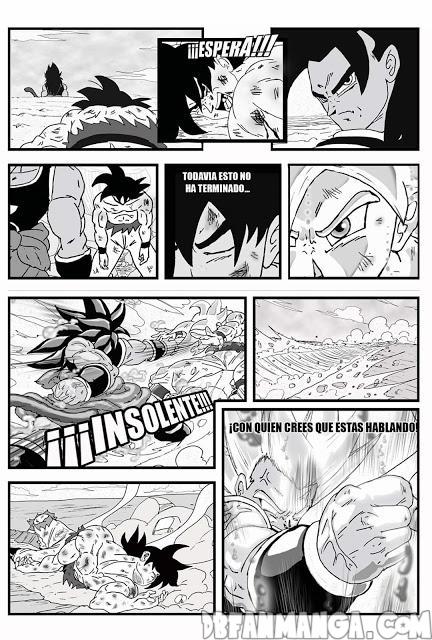 ¡¡¡ESPERA!!!
TODAVIA ESTO NO
HA TERMINADO...
¡¡¡INSOLENTE!!!
¡CON QUIEN CREES QUE ESTAS HABLANDO!
DBFANMANGA.COM